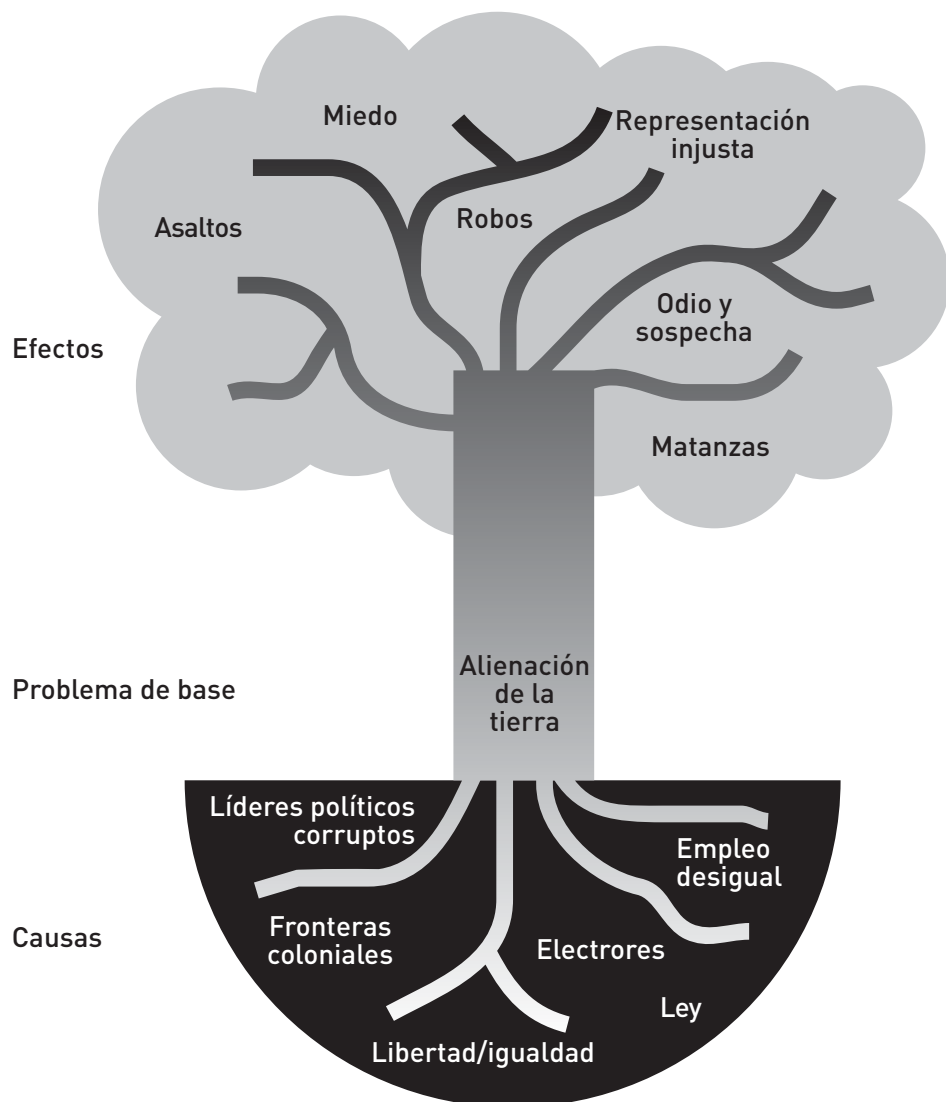 Miedo
Representación
injusta
Asaltos
Robos
Odio y
sospecha
Efectos
Matanzas
Problema de base
Alienación
de la
tierra
Líderes políticos
corruptos
Empleo
desigual
Causas
Fronteras
coloniales
Electrores
Ley
Libertad/igualdad